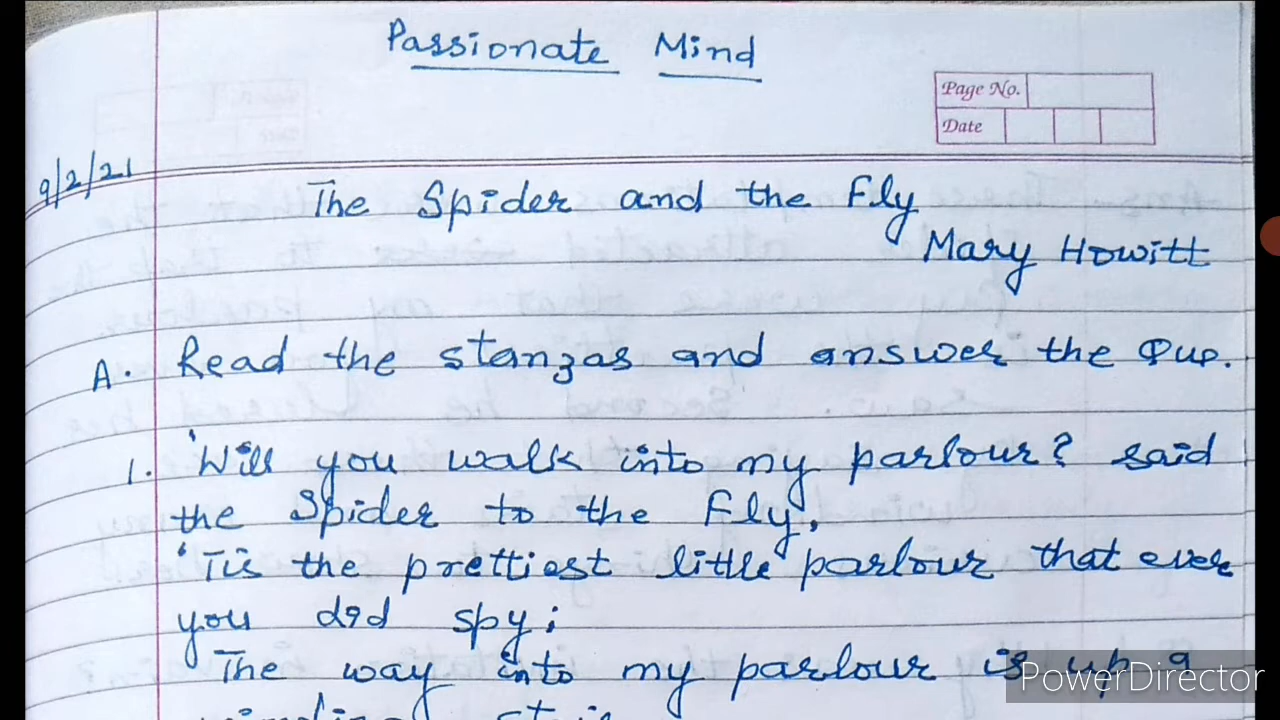 Passionate Mind
Page No.
Date
9/2/21
The Spider and the Fly
Mary Howitt
A. Read the stanzas and answer the Que.
1. 'Will you walk into my parlour? said
the Spider to the Fly,
'Tis the prettiest little parlour that ever
you did spy;
The way into my parlour is up a
winding stair
PowerDirector